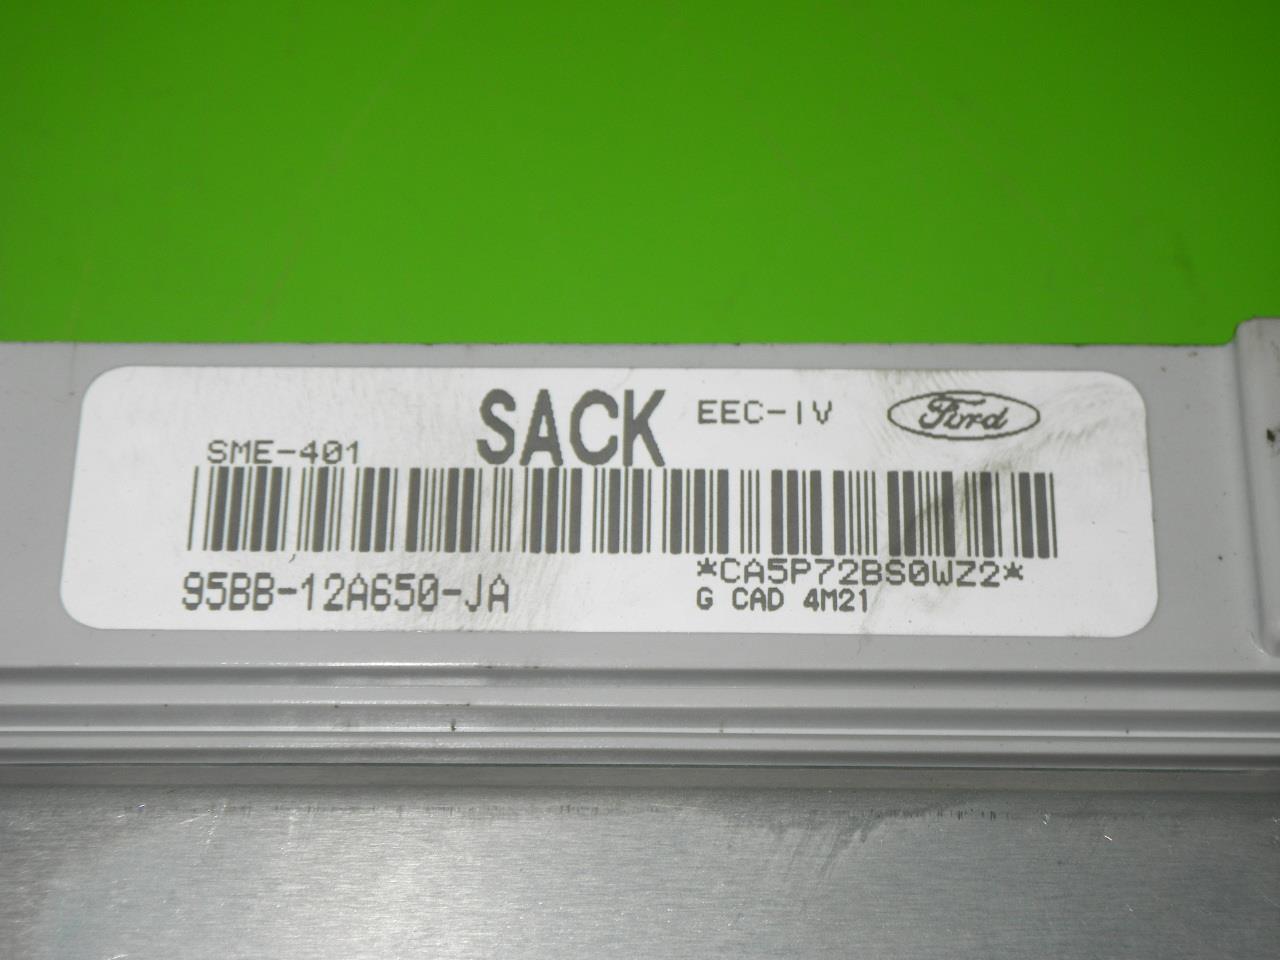 SACK EEC-IV Ford
SME-401
95BB-12A650-JA *CA5P72BS0WZ2*
G CAD 4M21